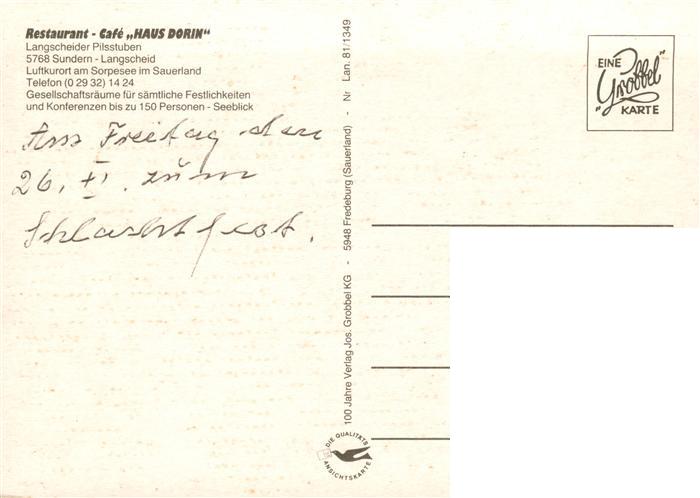 Restaurant - Café „HAUS DORIN“
Langscheider Pilsstuben
5768 Sundern - Langscheid
Luftkurort am Sorpesee im Sauerland
Telefon (0 29 32) 14 24
Gesellschaftsräume für sämtliche Festlichkeiten
und Konferenzen bis zu 150 Personen - Seeblick
Am Freitag den
26. XI. zum
Schlachtfest.
100 Jahre Verlag Jos. Grobbel KG - 5948 Fredeburg (Sauerland) - Nr Lan. 81/1349
DIE QUALITÄTS
ANSICHTSKARTE
EINE
„Grobbel“
KARTE